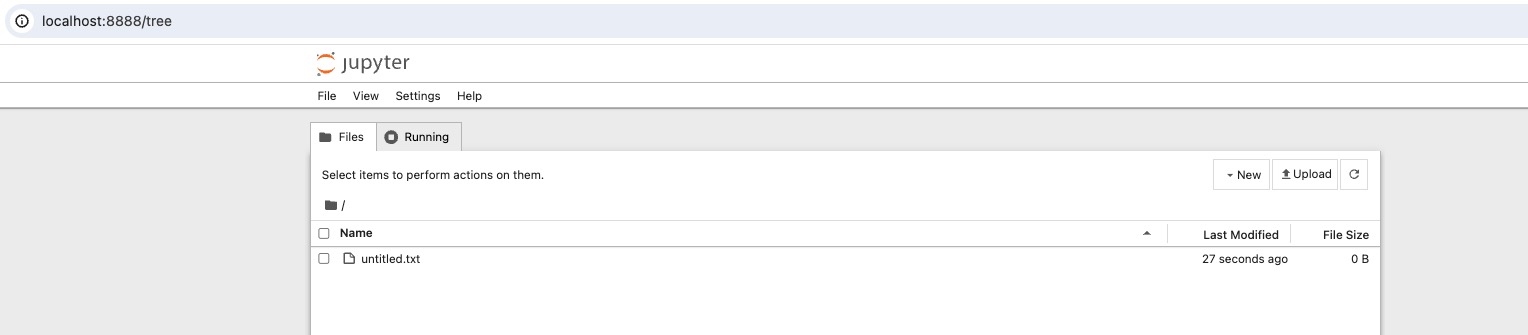 localhost:8888/tree
jupyter
File View Settings Help
Files Running
Select items to perform actions on them. New Upload
/
Name Last Modified File Size
untitled.txt 27 seconds ago 0 B